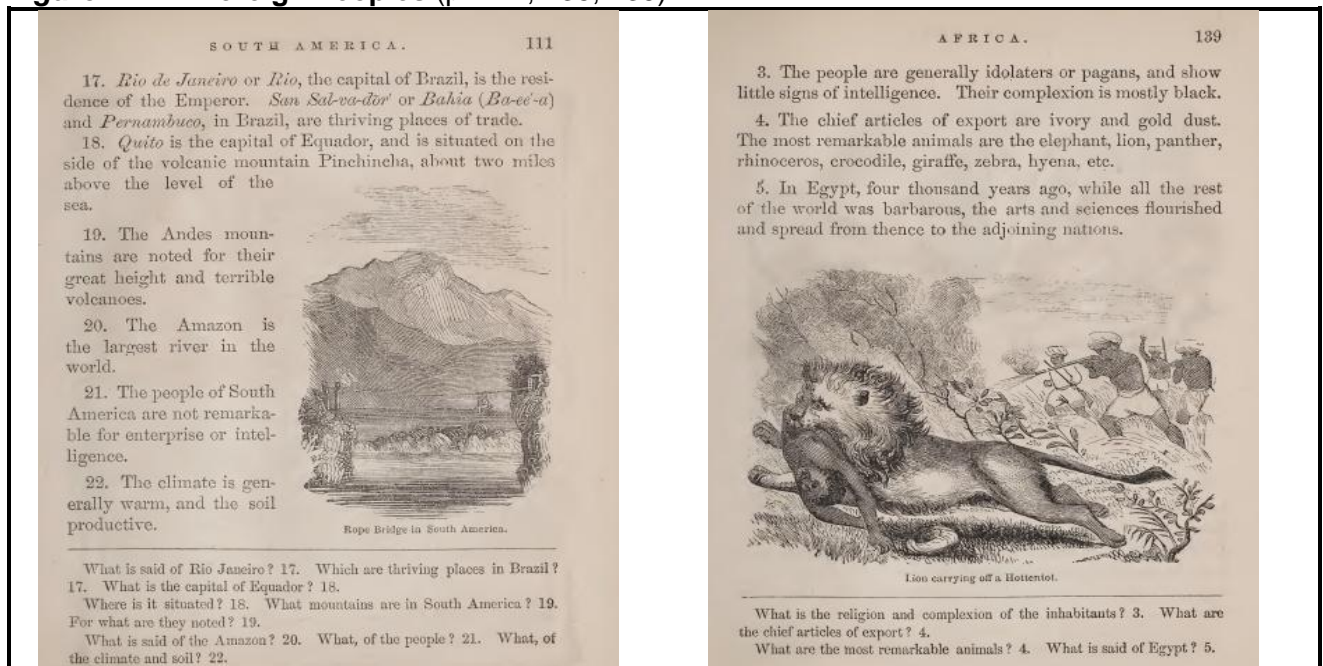 SOUTH AMERICA. 111
17. Rio de Janeiro or Rio, the capital of Brazil, is the resi-
dence of the Emperor. San Sal-va-dōr' or Bahia (Ba-ee'-a)
and Pernambuco, in Brazil, are thriving places of trade.
18. Quito is the capital of Equador, and is situated on the
side of the volcanic mountain Pinchincha, about two miles
above the level of the
sea.
19. The Andes moun-
tains are noted for their
great height and terrible
volcanoes.
20. The Amazon is
the largest river in the
world.
21. The people of South
America are not remarka-
ble for enterprise or intel-
ligence.
22. The climate is gen-
erally warm, and the soil
productive.
Rope Bridge in South America.
What is said of Rio Janeiro? 17. Which are thriving places in Brazil?
17. What is the capital of Equador? 18.
Where is it situated? 18. What mountains are in South America? 19.
For what are they noted? 19.
What is said of the Amazon? 20. What, of the people? 21. What, of
the climate and soil? 22.
AFRICA. 139
3. The people are generally idolaters or pagans, and show
little signs of intelligence. Their complexion is mostly black.
4. The chief articles of export are ivory and gold dust.
The most remarkable animals are the elephant, lion, panther,
rhinoceros, crocodile, giraffe, zebra, hyena, etc.
5. In Egypt, four thousand years ago, while all the rest
of the world was barbarous, the arts and sciences flourished
and spread from thence to the adjoining nations.
Lion carrying off a Hottentot.
What is the religion and complexion of the inhabitants? 3. What are
the chief articles of export? 4.
What are the most remarkable animals? 4. What is said of Egypt? 5.